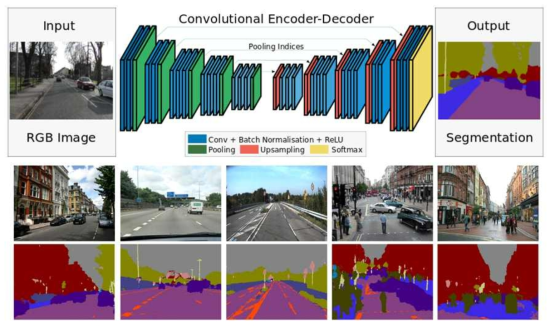 Input
Convolutional Encoder-Decoder
Output
Pooling Indices
RGB Image
Conv + Batch Normalisation + ReLU
Pooling
Upsampling
Softmax
Segmentation